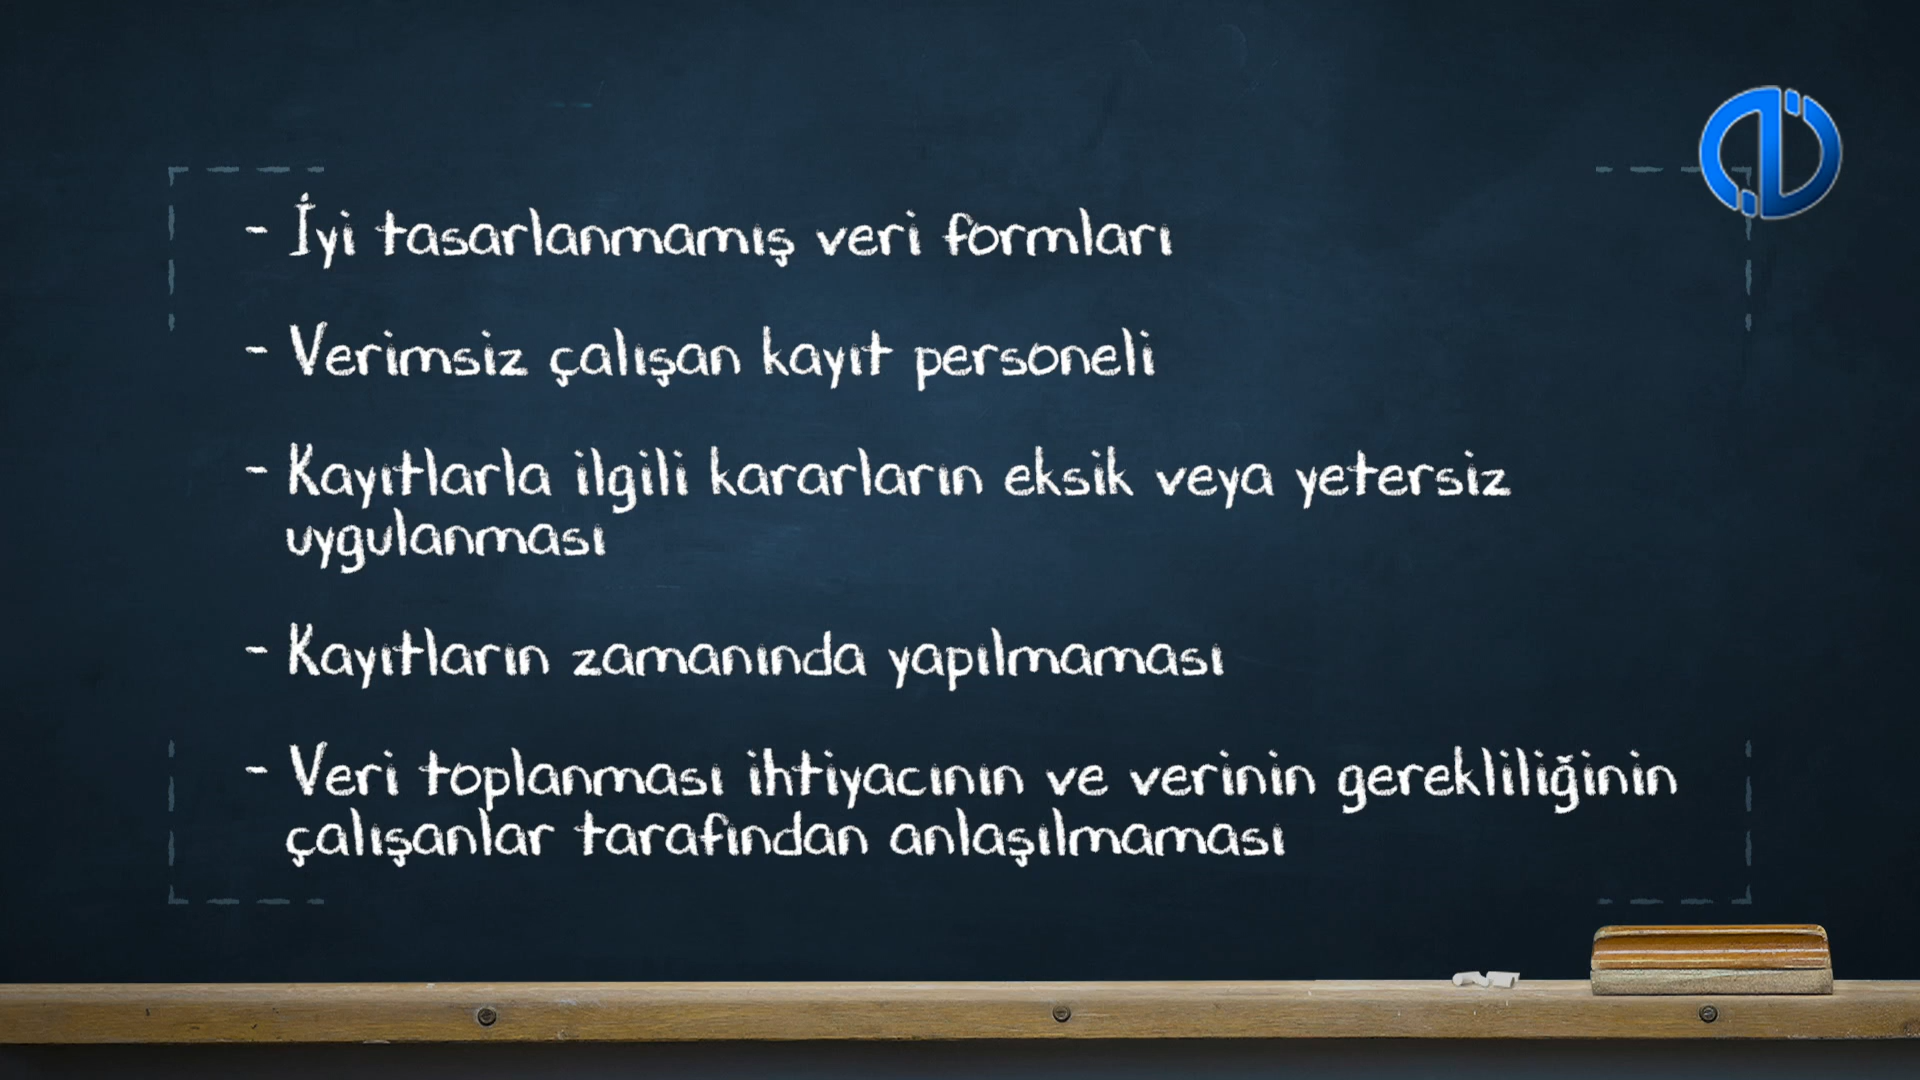 - İyi tasarlanmamış veri formları
- Verimsiz çalışan kayıt personeli
- Kayıtlarla ilgili kararların eksik veya yetersiz
uygulanması
- Kayıtların zamanında yapılmaması
- Veri toplanması ihtiyacının ve verinin gerekliliğinin
çalışanlar tarafından anlaşılmaması